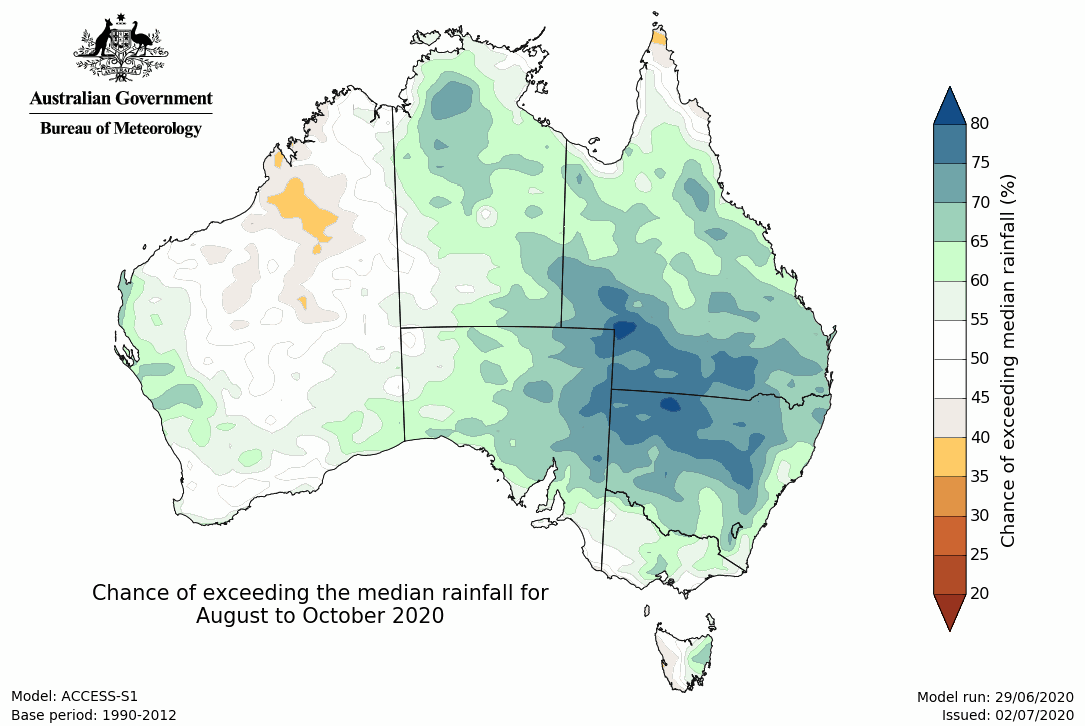 Australian Government
Bureau of Meteorology
80
75
70
65
60
55
50
45
40
35
30
25
20
Chance of exceeding median rainfall (%)
Chance of exceeding the median rainfall for
August to October 2020
Model: ACCESS-S1
Base period: 1990-2012
Model run: 29/06/2020
Issued: 02/07/2020